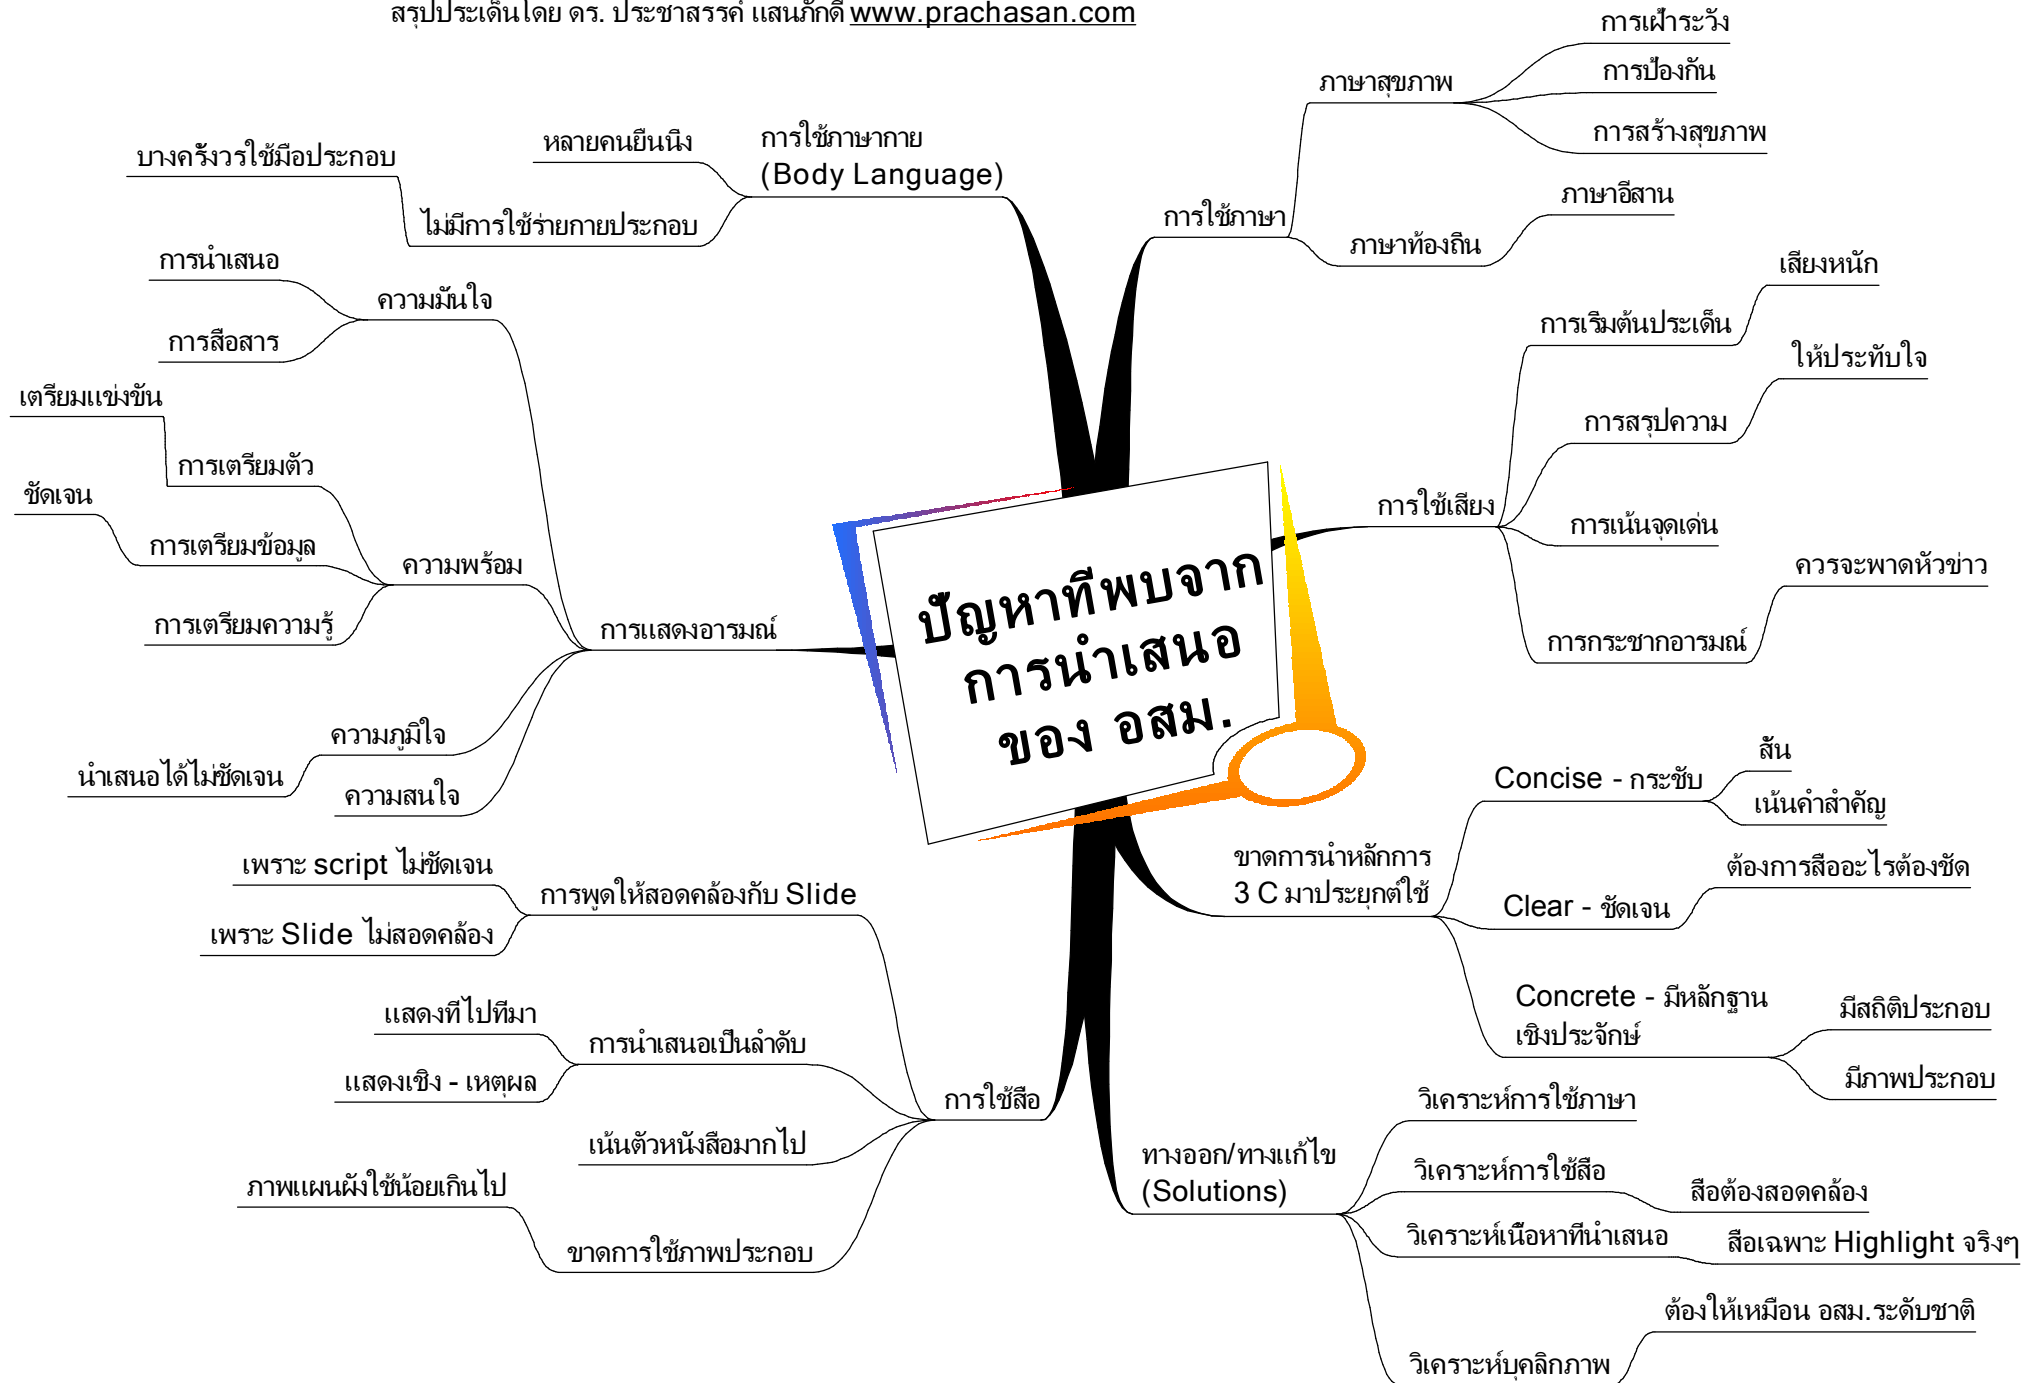 สรุปประเด็นโดย ดร. ประชาสรรค์ แสนภักดี www.prachasan.com
ปัญหาที่พบจาก
การนำเสนอ
ของ อสม.
การใช้ภาษา
ภาษาสุขภาพ
การเฝ้าระวัง
การป้องกัน
การสร้างสุขภาพ
ภาษาท้องถิ่น
ภาษาอีสาน
การใช้เสียง
การเริ่มต้นประเด็น
เสียงหนัก
การสรุปความ
ให้ประทับใจ
การเน้นจุดเด่น
การกระชากอารมณ์
ควรจะพาดหัวข่าว
ขาดการนำหลักการ
3 C มาประยุกต์ใช้
Concise - กระชับ
สั้น
เน้นคำสำคัญ
Clear - ชัดเจน
ต้องการสื่ออะไรต้องชัด
Concrete - มีหลักฐาน
เชิงประจักษ์
มีสถิติประกอบ
มีภาพประกอบ
ทางออก/ทางแก้ไข
(Solutions)
วิเคราะห์การใช้ภาษา
วิเคราะห์การใช้สื่อ
สื่อต้องสอดคล้อง
วิเคราะห์เนื้อหาที่นำเสนอ
สื่อเฉพาะ Highlight จริงๆ
วิเคราะห์บุคลิกภาพ
ต้องให้เหมือน อสม.ระดับชาติ
การใช้ภาษากาย
(Body Language)
หลายคนยืนนิ่ง
ไม่มีการใช้ร่ายกายประกอบ
บางครั้งวรใช้มือประกอบ
การแสดงอารมณ์
ความมั่นใจ
การนำเสนอ
การสื่อสาร
ความพร้อม
การเตรียมตัว
เตรียมแข่งขัน
การเตรียมข้อมูล
ชัดเจน
การเตรียมความรู้
ความภูมิใจ
นำเสนอได้ไม่ชัดเจน
ความสนใจ
การใช้สื่อ
การพูดให้สอดคล้องกับ Slide
เพราะ script ไม่ชัดเจน
เพราะ Slide ไม่สอดคล้อง
การนำเสนอเป็นลำดับ
แสดงที่ไปที่มา
แสดงเชิง - เหตุผล
เน้นตัวหนังสือมากไป
ขาดการใช้ภาพประกอบ
ภาพแผนผังใช้น้อยเกินไป